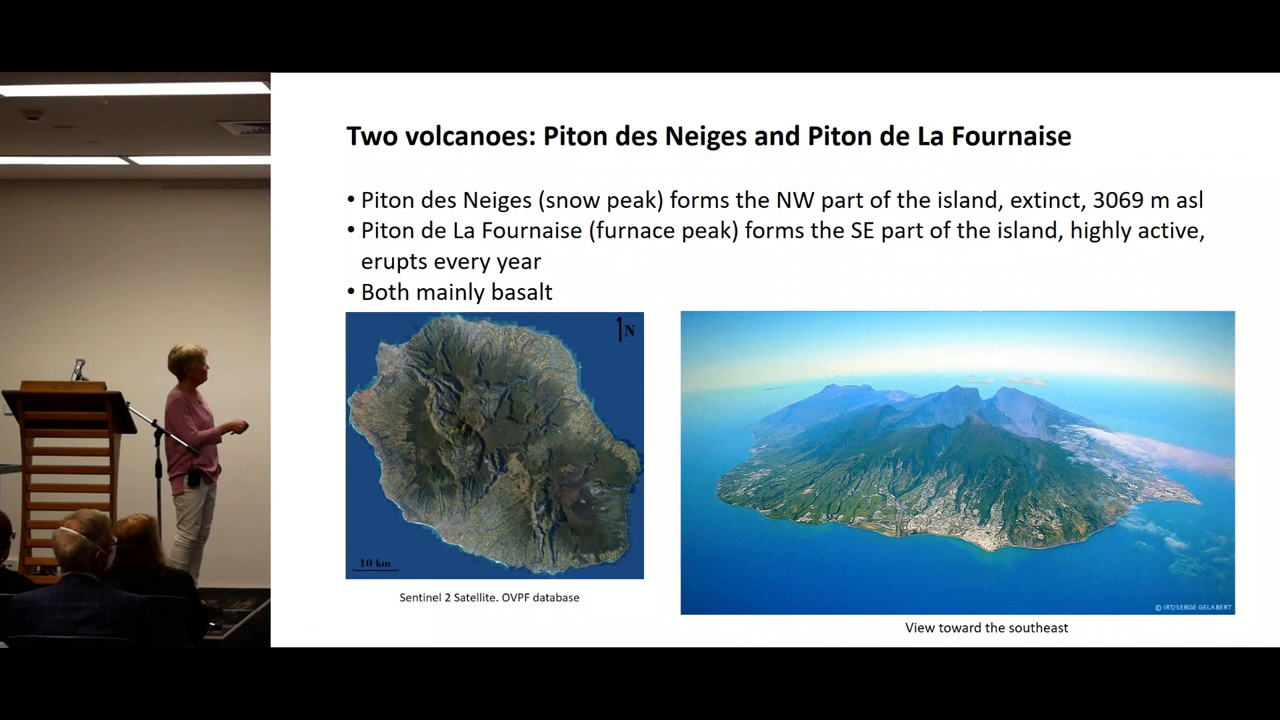 Two volcanoes: Piton des Neiges and Piton de La Fournaise
• Piton des Neiges (snow peak) forms the NW part of the island, extinct, 3069 m asl
• Piton de La Fournaise (furnace peak) forms the SE part of the island, highly active,
erupts every year
• Both mainly basalt
N
10 km
© IRT/SERGE GELABERT
Sentinel 2 Satellite. OVPF database
View toward the southeast